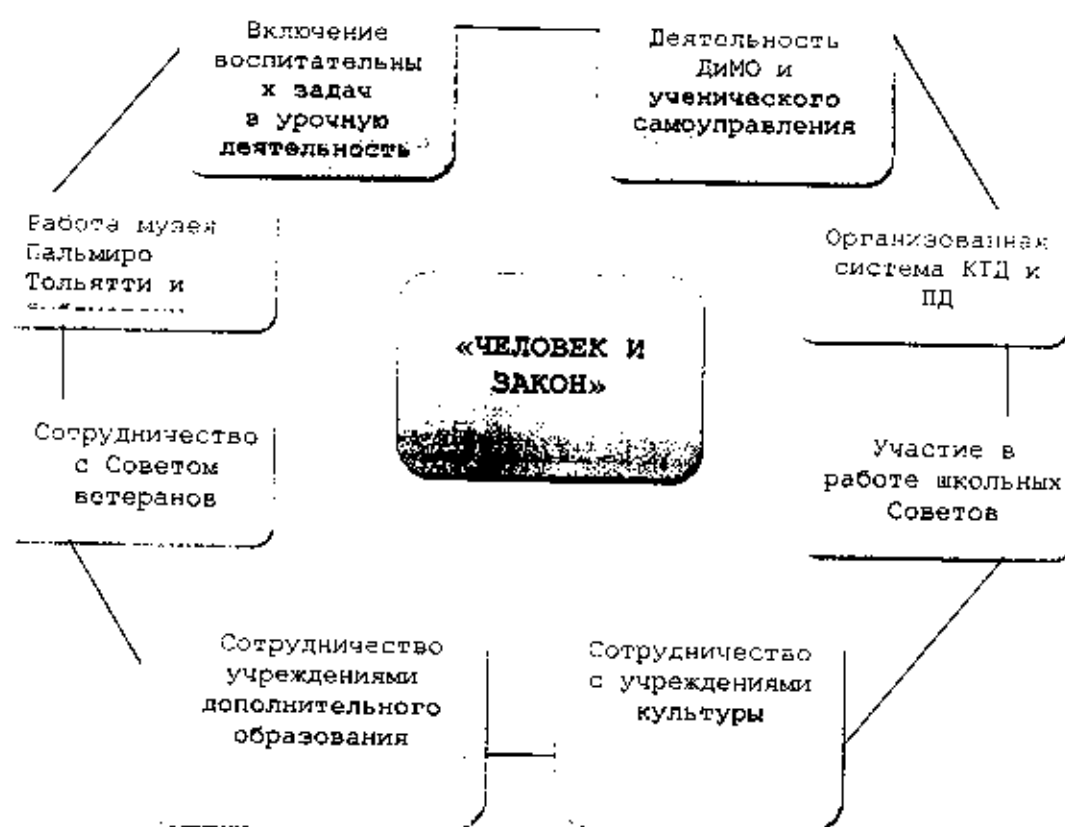 Включение
воспитательны
х задач
в урочную
деятельность
Деятельность
ДиМО и
ученического
самоуправления
Работа музея
Пальмиро
Тольятти и
Организованная
система КТД и
ПД
«ЧЕЛОВЕК И
ЗАКОН»
Сотрудничество
с Советом
ветеранов
Участие в
работе школьных
Советов
Сотрудничество
учреждениями
дополнительного
образования
Сотрудничество
с учреждениями
культуры